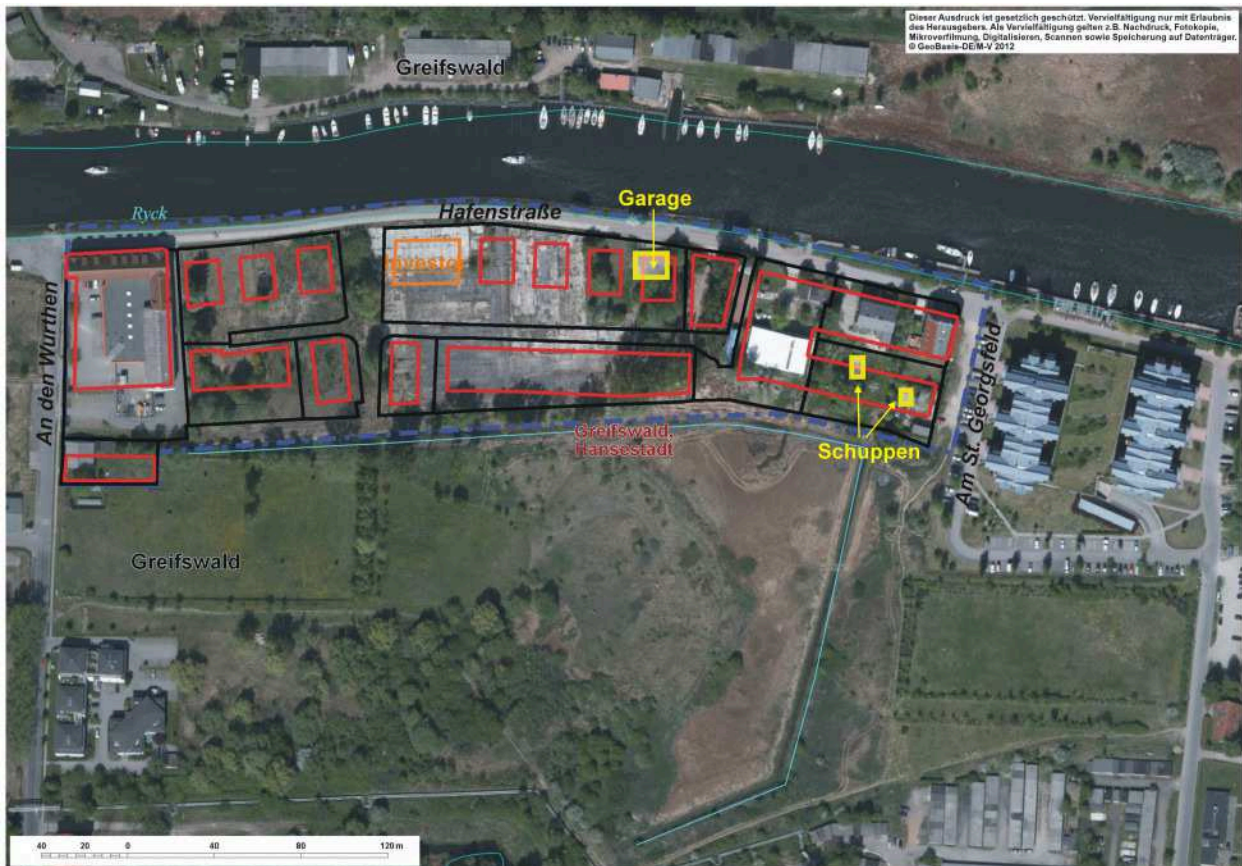 Dieser Ausdruck ist gesetzlich geschützt. Vervielfältigung nur mit Erlaubnis
des Herausgebers. Als Vervielfältigung gelten z.B. Nachdruck, Fotokopie,
Mikroverfilmung, Digitalisieren, Scannen sowie Speicherung auf Datenträger.
© GeoBasis-DE/M-V 2012
Greifswald
Garage
Ryck
Hafenstraße
Investor
An den Wurthen
Greifswald,
Hansestadt
Schuppen
Am St. Georgsfeld
Greifswald
40 20 0 40 80 120 m